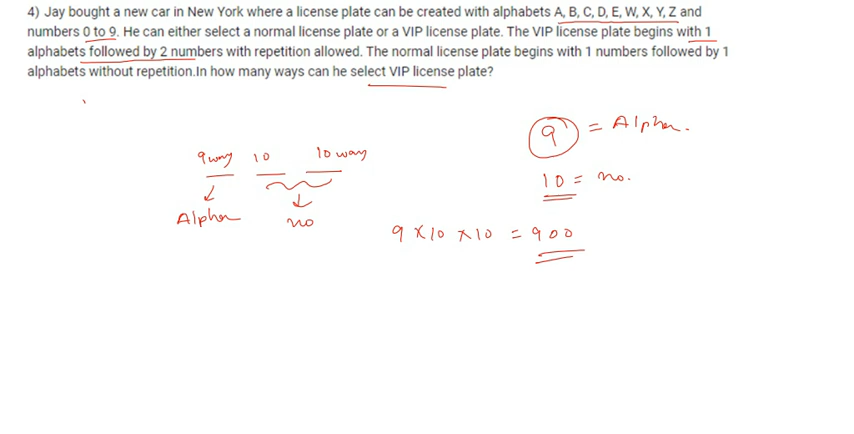 4) Jay bought a new car in New York where a license plate can be created with alphabets A, B, C, D, E, W, X, Y, Z and
numbers 0 to 9. He can either select a normal license plate or a VIP license plate. The VIP license plate begins with 1
alphabets followed by 2 numbers with repetition allowed. The normal license plate begins with 1 numbers followed by 1
alphabets without repetition.In how many ways can he select VIP license plate?
9 = Alpha.
9 way 10 10 way
10 = no.
Alpha no
9 × 10 × 10 = 900